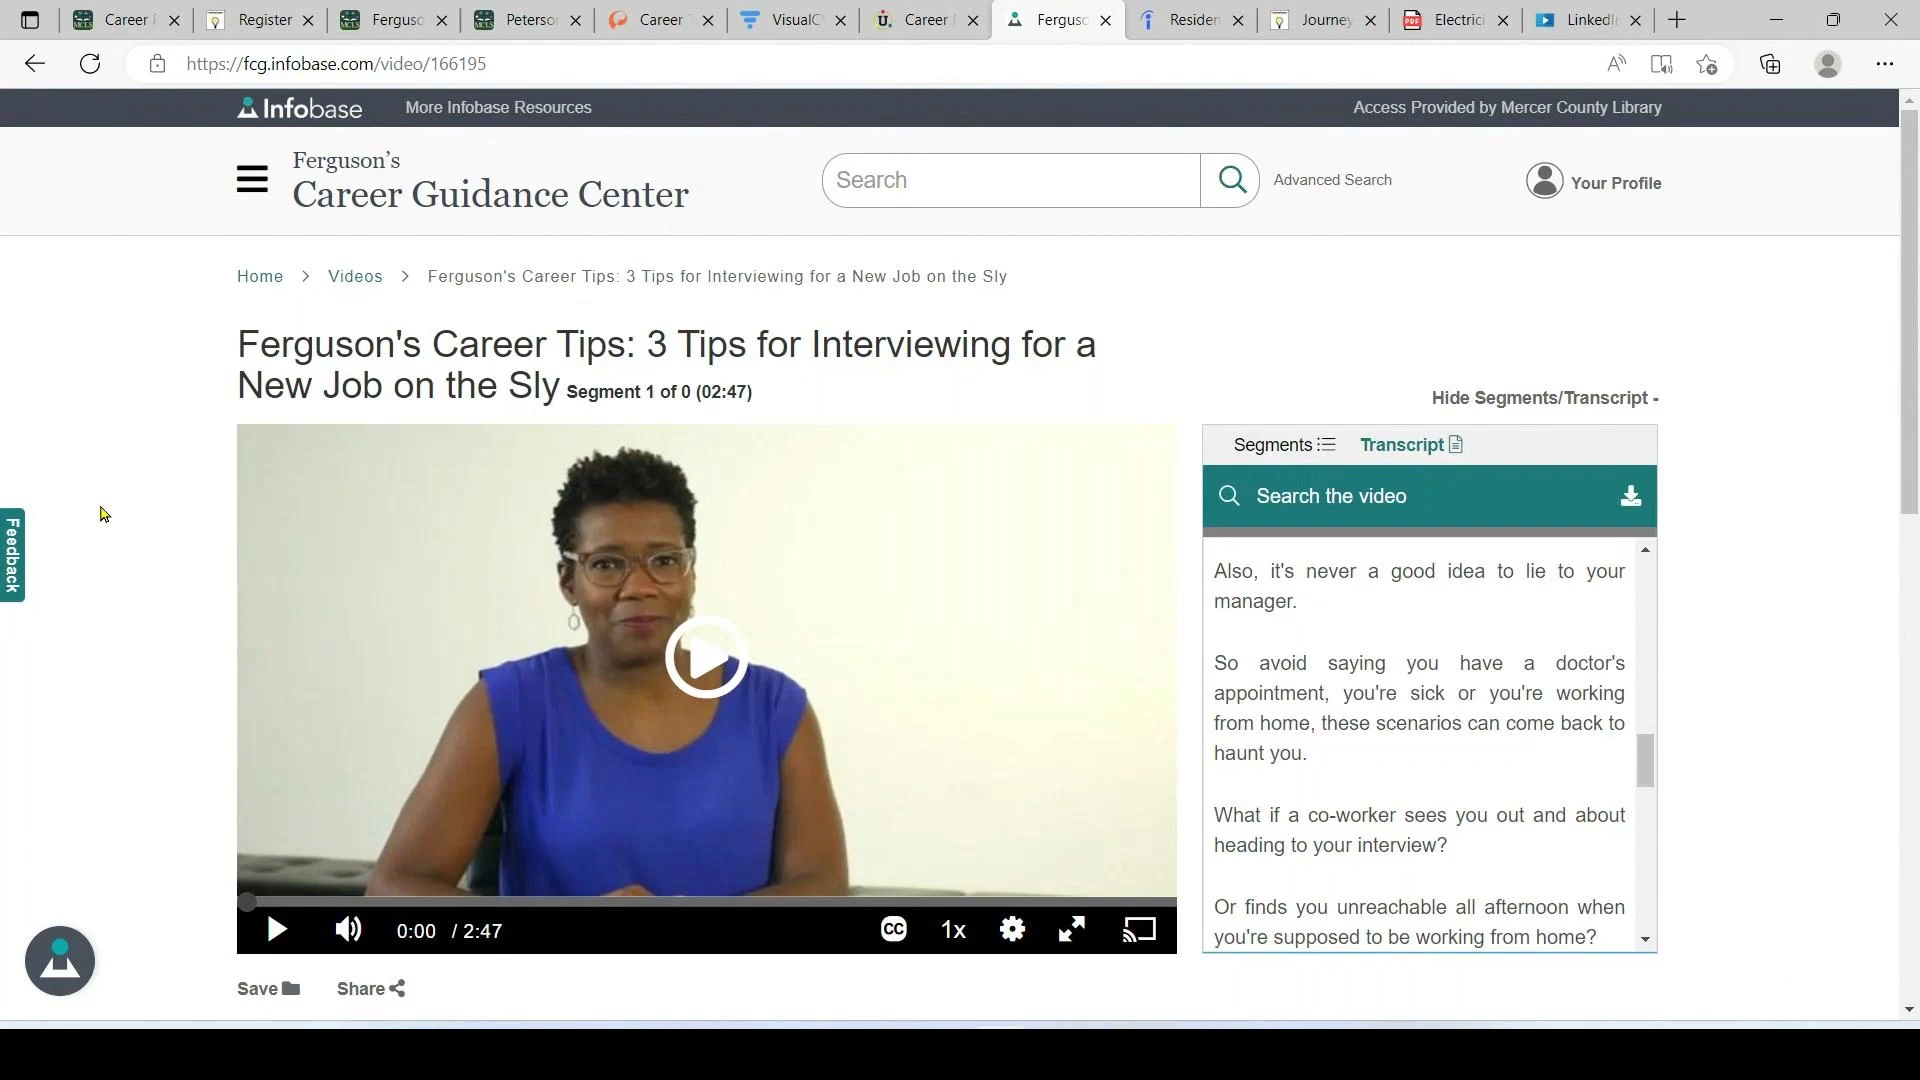 Career
Register
Ferguso
Peterso
Career
VisualC
Career
Ferguso
Residen
Journey
Electrici
LinkedI
https://fcg.infobase.com/video/166195
Infobase
More Infobase Resources
Access Provided by Mercer County Library
Ferguson's
Career Guidance Center
Search
Advanced Search
Your Profile
Home > Videos > Ferguson's Career Tips: 3 Tips for Interviewing for a New Job on the Sly
Ferguson's Career Tips: 3 Tips for Interviewing for a
New Job on the Sly Segment 1 of 0 (02:47)
Hide Segments/Transcript -
Segments
Transcript
Search the video
Also, it's never a good idea to lie to your
manager.
So avoid saying you have a doctor's
appointment, you're sick or you're working
from home, these scenarios can come back to
haunt you.
What if a co-worker sees you out and about
heading to your interview?
Or finds you unreachable all afternoon when
you're supposed to be working from home?
Feedback
0:00 / 2:47
CC
1x
Save
Share